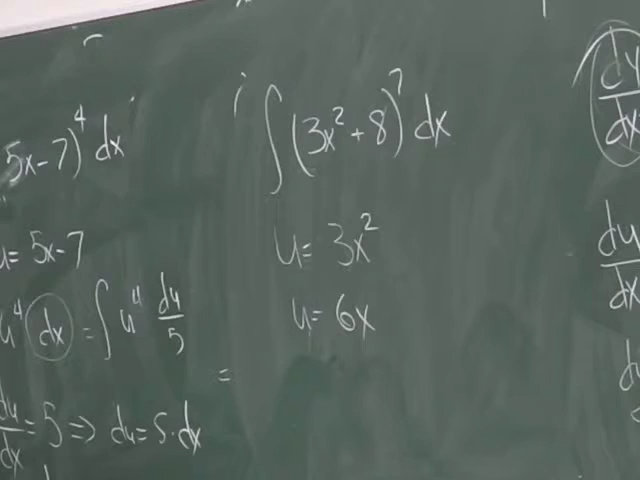 5x-7)^4 dx
u= 5x-7
u^4 dx = ∫ u^4 du/5
du/dx = 5 => du = 5·dx
i ∫ (3x^2 + 8)^7 dx
u= 3x^2
u= 6x
=
dy/dx
du/dx
du